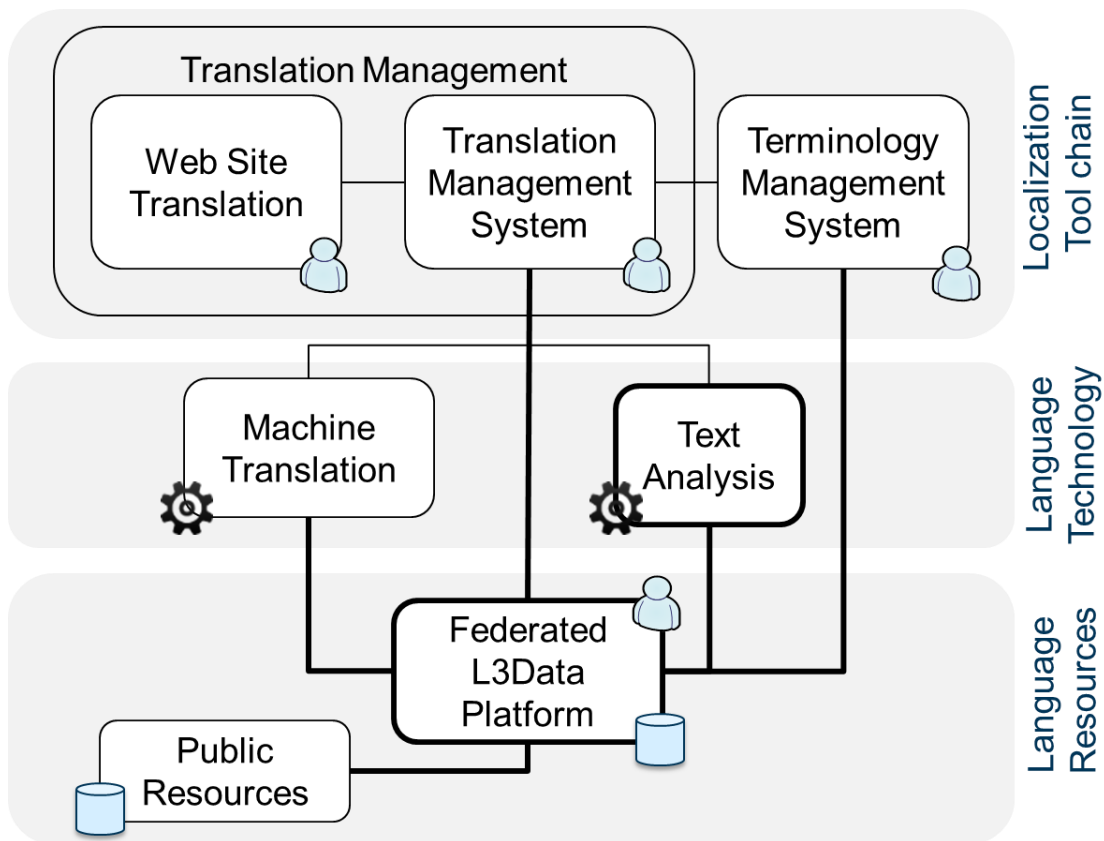 Translation Management
Web Site
Translation
Translation
Management
System
Terminology
Management
System
Localization
Tool chain
Machine
Translation
Text
Analysis
Language
Technology
Federated
L3Data
Platform
Public
Resources
Language
Resources